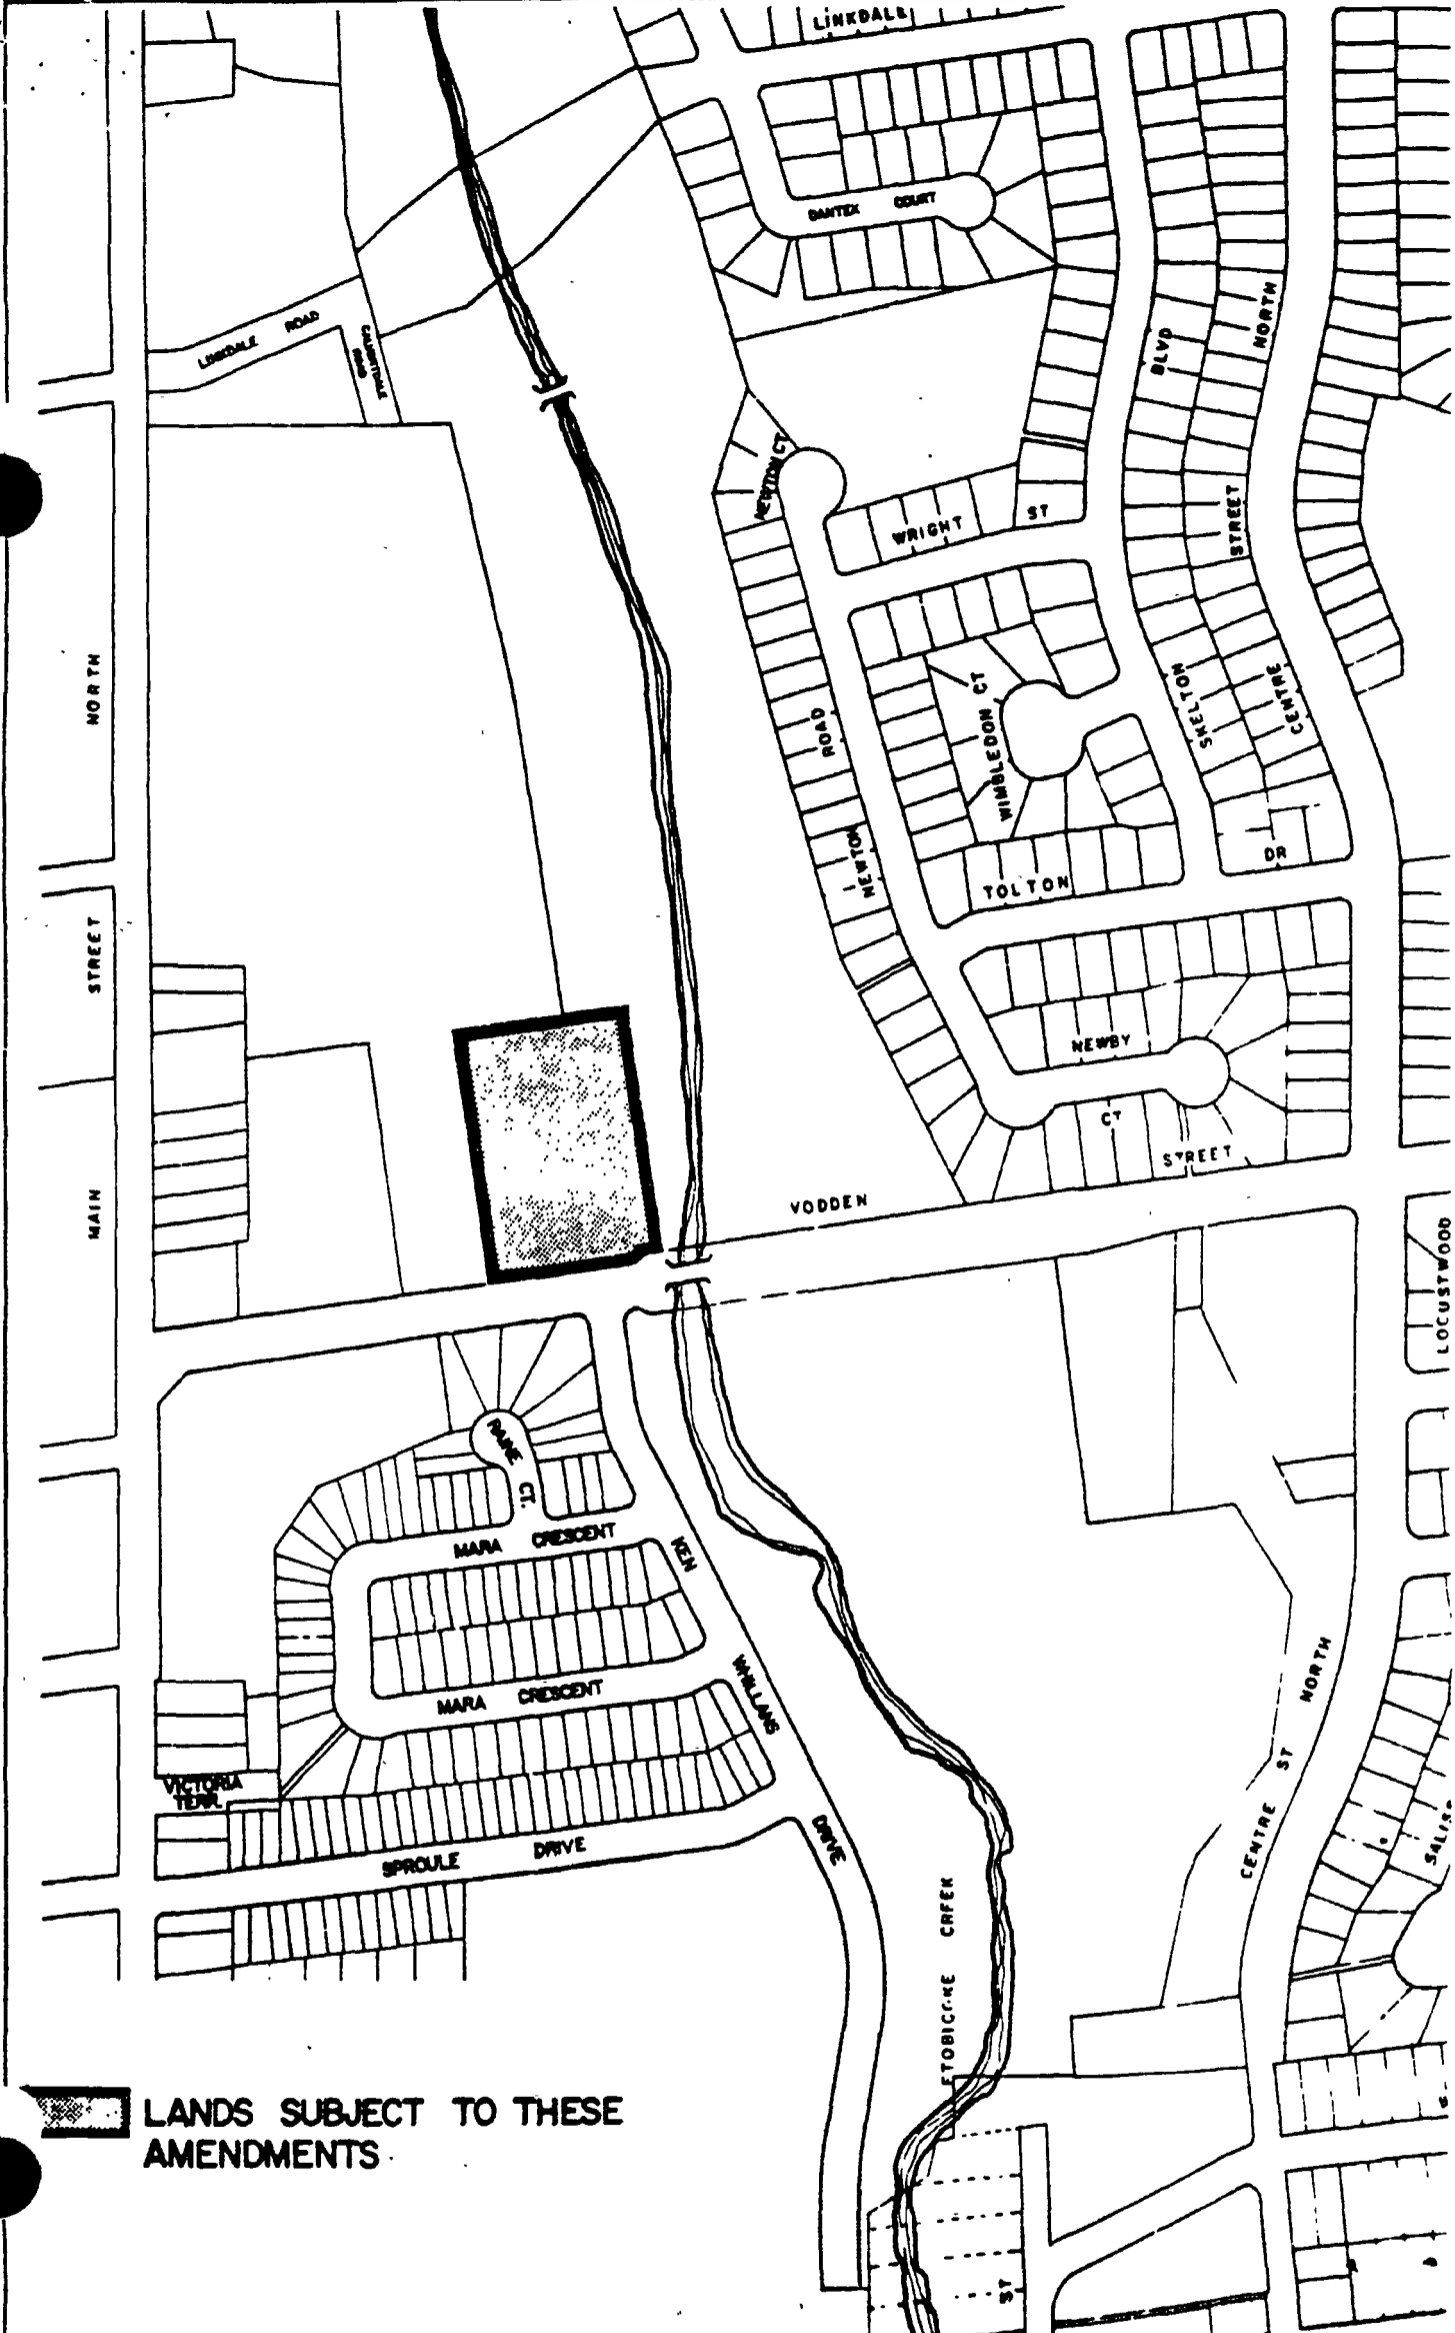 LINKDALE
DANTEK COURT
LINKDALE ROAD
NORTH
BLVD
NEWTON CT
WRIGHT ST
STREET
NORTH
ROAD
WIMBLEDON CT
SKELTON
CENTRE
NEWTON
TOLTON DR
STREET
NEWBY
CT
VODDEN STREET
MAIN
LOCUSTWOOD
RAINE CT.
MARA CRESCENT
KEN
WHILLANS
DRIVE
MARA CRESCENT
NORTH
CENTRE ST
VICTORIA
TERR.
SPROULE DRIVE
CREEK
LANDS SUBJECT TO THESE
AMENDMENTS
ST